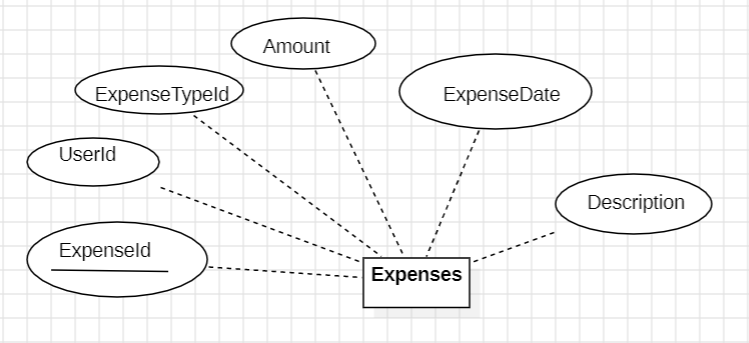 Amount
ExpenseTypeId
ExpenseDate
UserId
Description
ExpenseId
Expenses